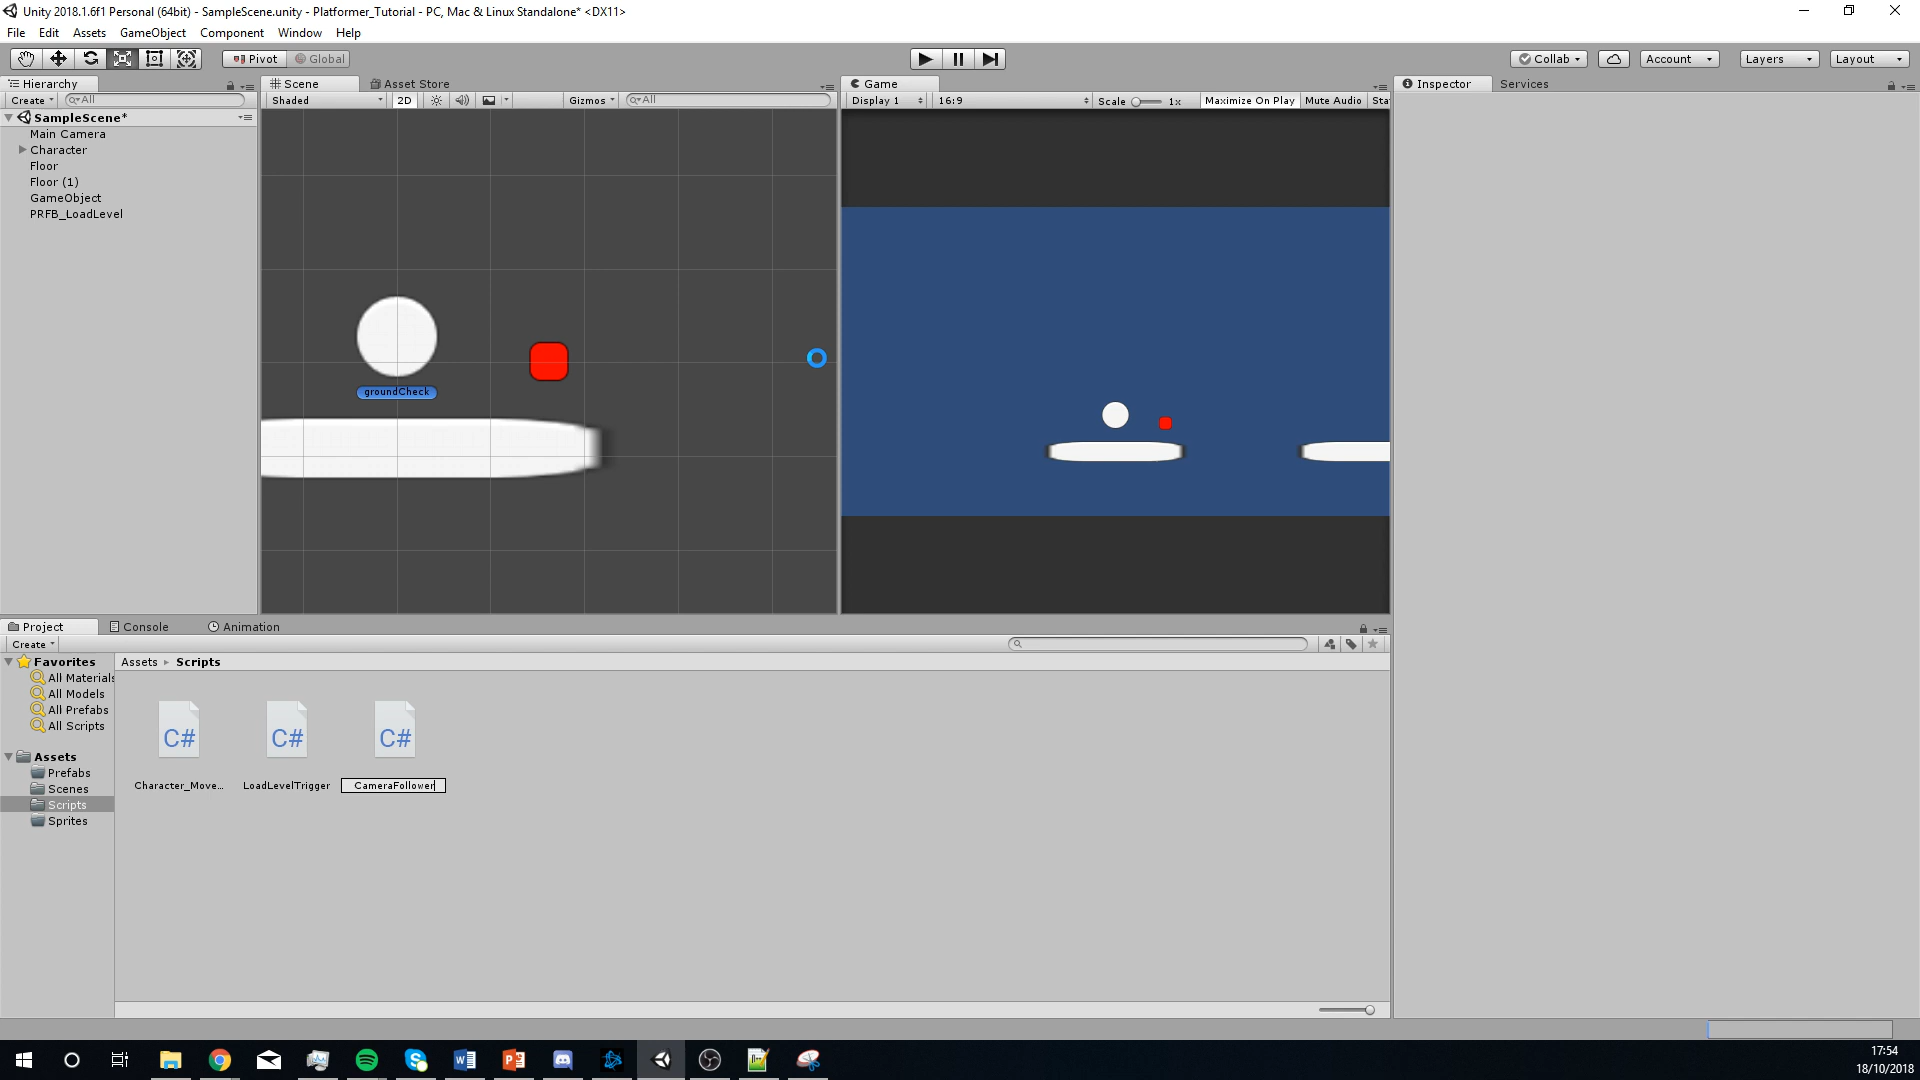 Unity 2018.1.6f1 Personal (64bit) - SampleScene.unity - Platformer_Tutorial - PC, Mac & Linux Standalone* <DX11>
File Edit Assets GameObject Component Window Help
Pivot Global Collab Account Layers Layout
Hierarchy
Create All
SampleScene*
Main Camera
Character
Floor
Floor (1)
GameObject
PRFB_LoadLevel
Scene Asset Store
Shaded 2D Gizmos All
groundCheck
Game
Display 1 16:9 Scale 1x Maximize On Play Mute Audio Sta
Inspector Services
Project Console Animation
Create
Favorites
All Materials
All Models
All Prefabs
All Scripts
Assets
Prefabs
Scenes
Scripts
Sprites
Assets Scripts
C# C# C#
Character_Move... LoadLevelTrigger CameraFollower
17:54
18/10/2018